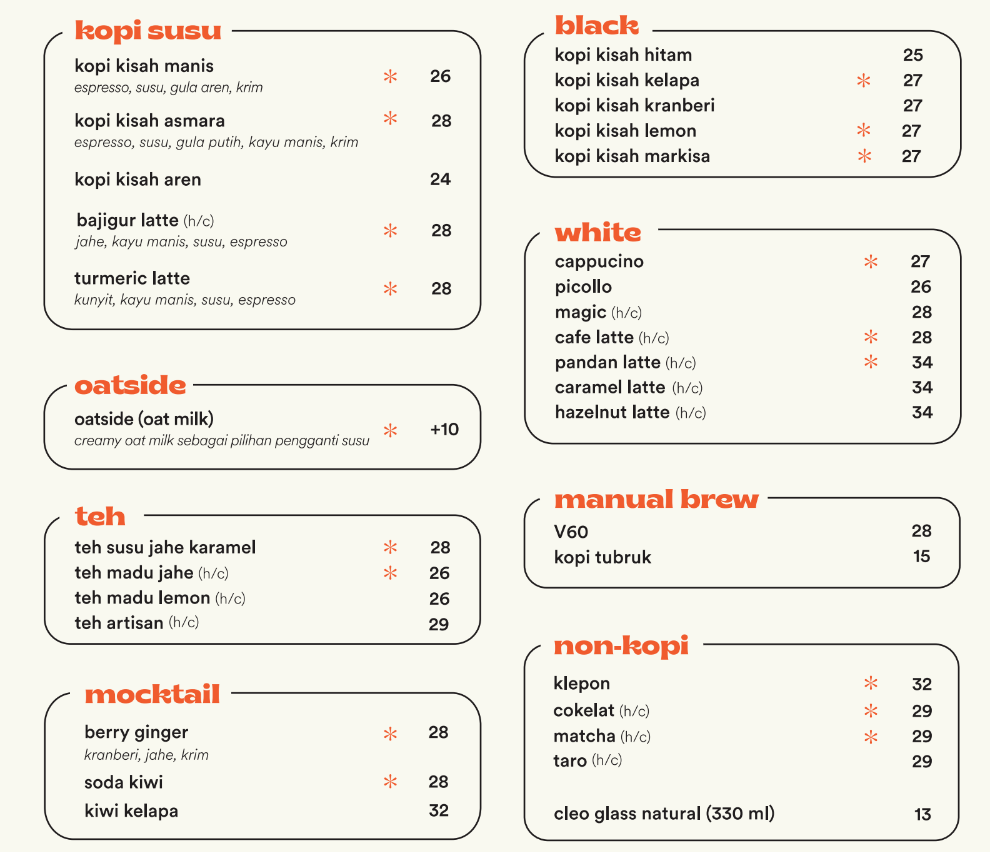 kopi susu
kopi kisah manis * 26
espresso, susu, gula aren, krim
kopi kisah asmara * 28
espresso, susu, gula putih, kayu manis, krim
kopi kisah aren 24
bajigur latte (h/c) * 28
jahe, kayu manis, susu, espresso
turmeric latte * 28
kunyit, kayu manis, susu, espresso
oatside
oatside (oat milk) * +10
creamy oat milk sebagai pilihan pengganti susu
teh
teh susu jahe karamel * 28
teh madu jahe (h/c) * 26
teh madu lemon (h/c) 26
teh artisan (h/c) 29
mocktail
berry ginger * 28
kranberi, jahe, krim
soda kiwi * 28
kiwi kelapa 32
black
kopi kisah hitam 25
kopi kisah kelapa * 27
kopi kisah kranberi 27
kopi kisah lemon * 27
kopi kisah markisa * 27
white
cappucino * 27
picollo 26
magic (h/c) 28
cafe latte (h/c) * 28
pandan latte (h/c) * 34
caramel latte (h/c) 34
hazelnut latte (h/c) 34
manual brew
V60 28
kopi tubruk 15
non-kopi
klepon * 32
cokelat (h/c) * 29
matcha (h/c) * 29
taro (h/c) 29
cleo glass natural (330 ml) 13